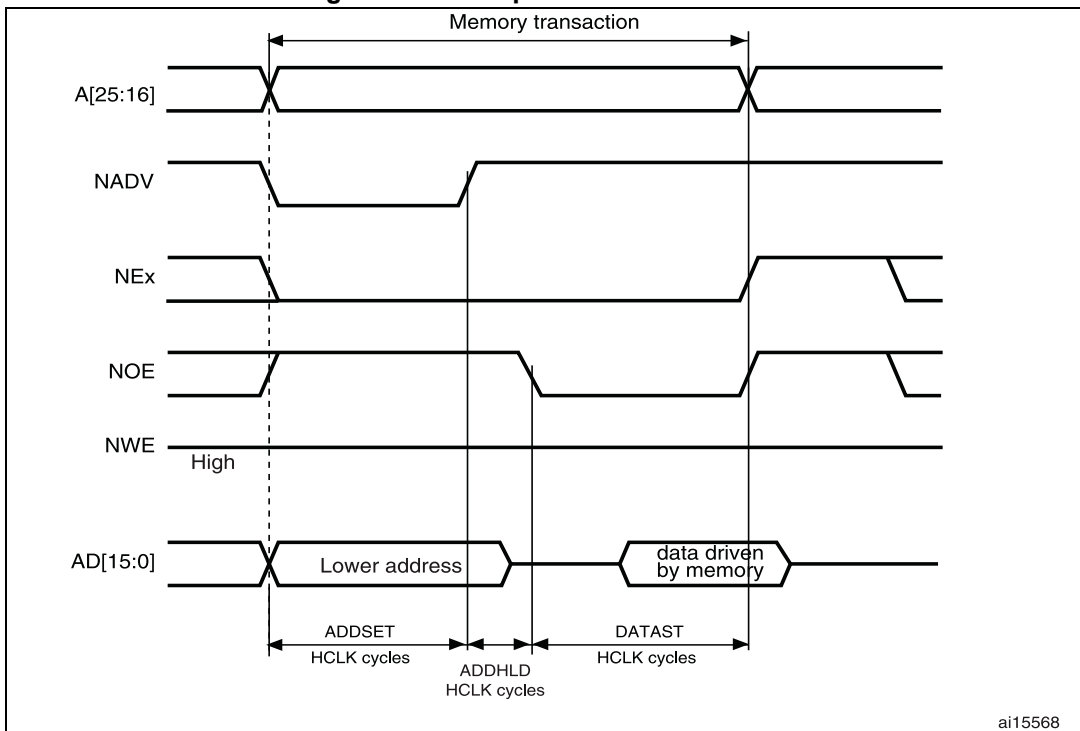 Memory transaction
A[25:16]
NADV
NEx
NOE
NWE
High
AD[15:0]
Lower address
data driven
by memory
ADDSET
HCLK cycles
ADDHLD
HCLK cycles
DATAST
HCLK cycles
ai15568